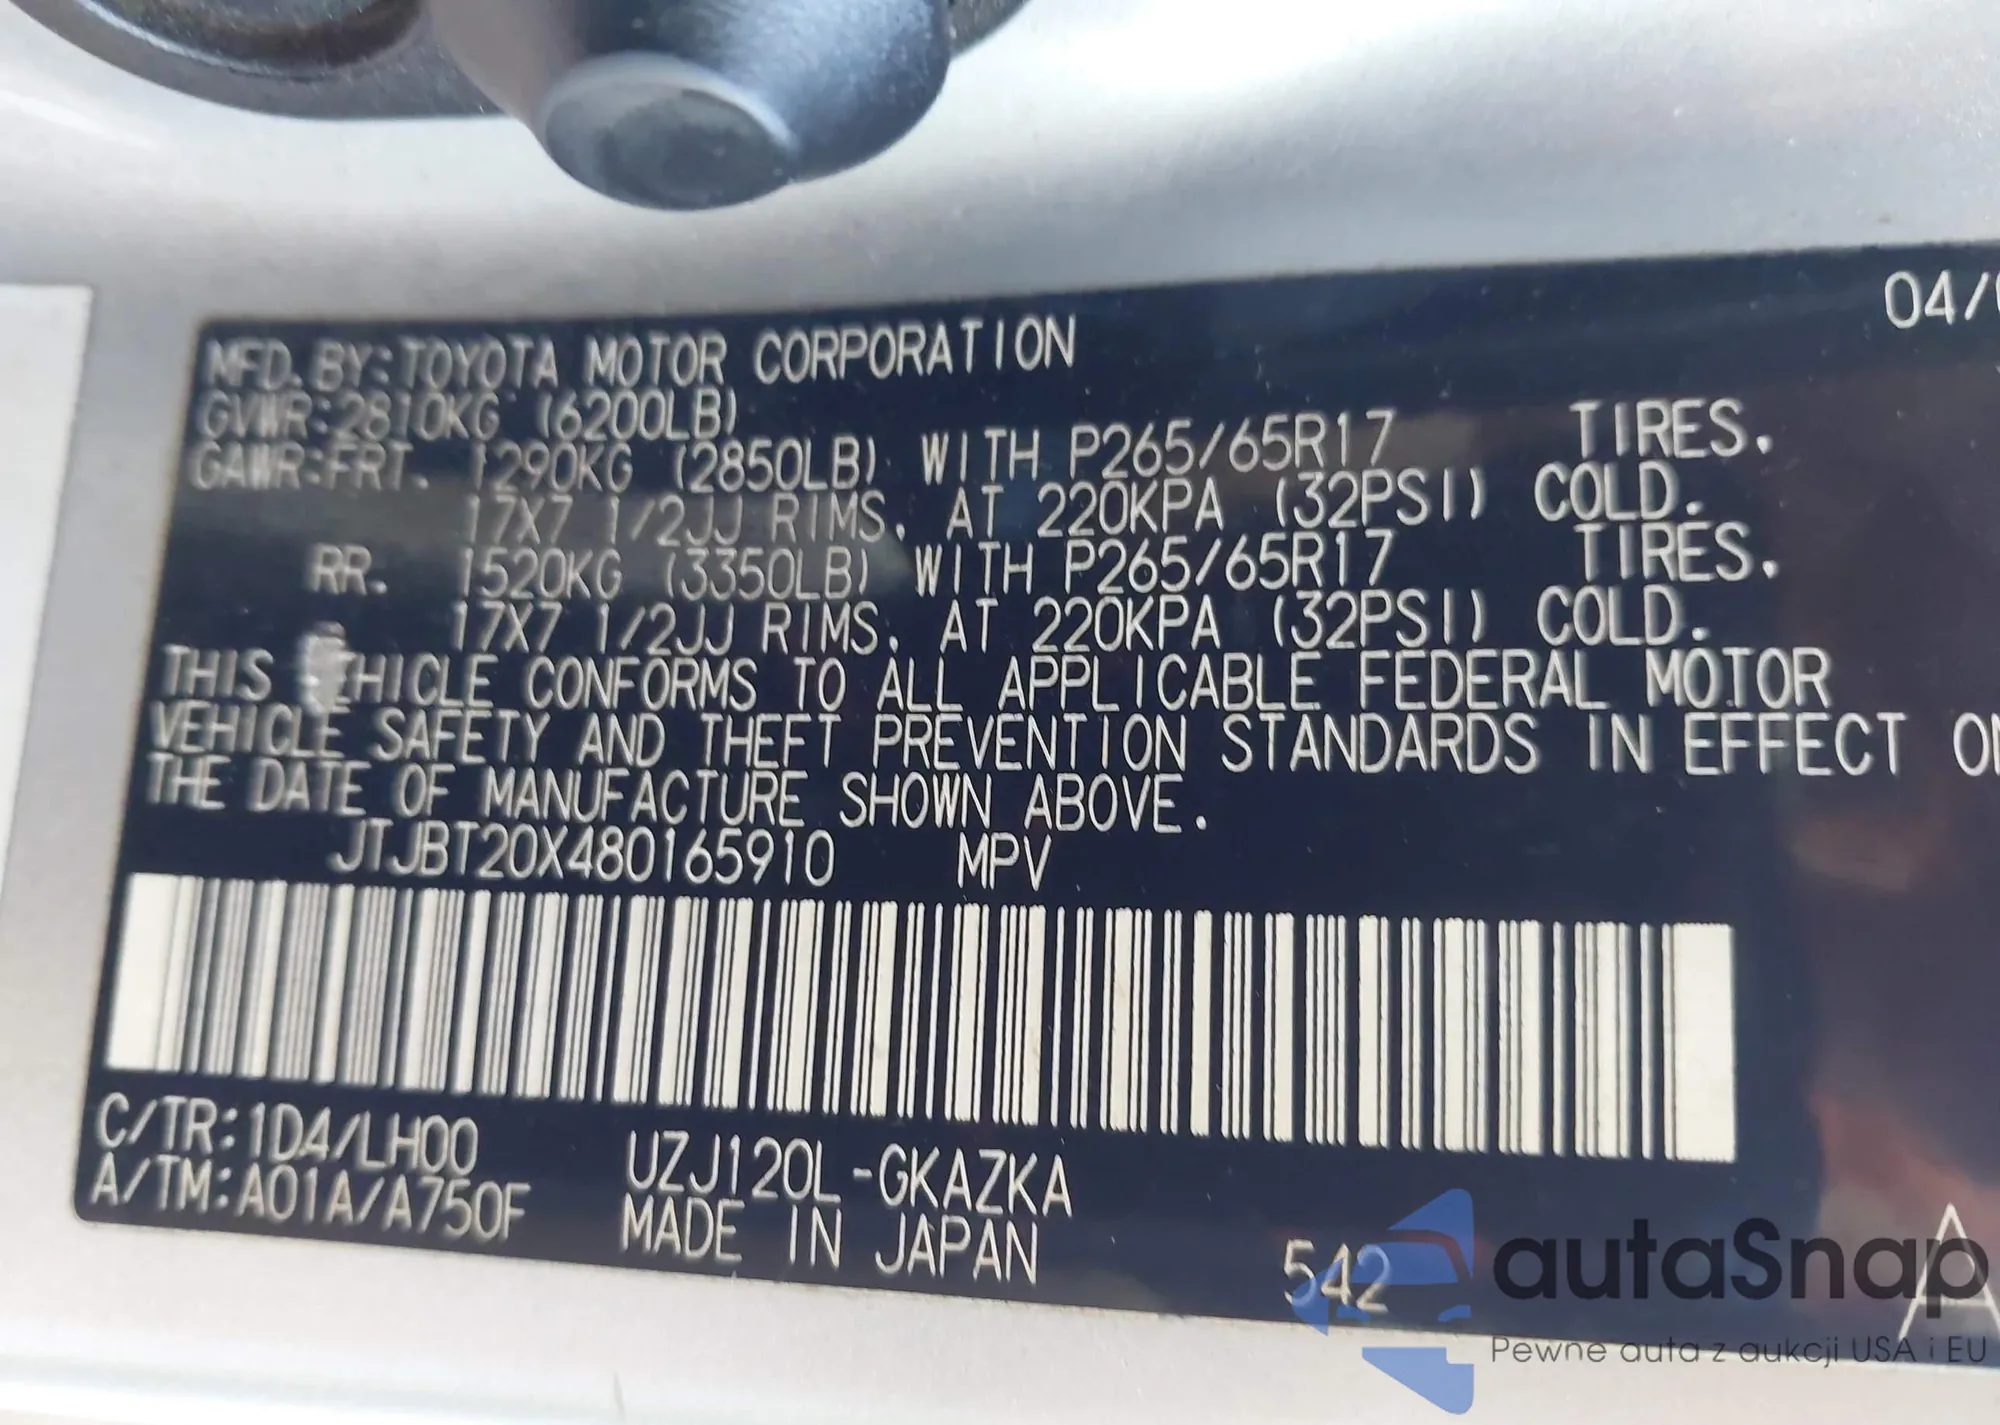 04/
MFD. BY: TOYOTA MOTOR CORPORATION
GVWR: 2810KG (6200LB)
GAWR: FRT. 1290KG (2850LB) WITH P265/65R17 TIRES.
17X7 1/2JJ RIMS. AT 220KPA (32PSI) COLD.
RR. 1520KG (3350LB) WITH P265/65R17 TIRES.
17X7 1/2JJ RIMS. AT 220KPA (32PSI) COLD.
THIS VEHICLE CONFORMS TO ALL APPLICABLE FEDERAL MOTOR
VEHICLE SAFETY AND THEFT PREVENTION STANDARDS IN EFFECT ON
THE DATE OF MANUFACTURE SHOWN ABOVE.
JTJBT20X480165910 MPV
C/TR: 1D4/LH00
A/TM: A01A/A750F
UZJ120L-GKAZKA
MADE IN JAPAN
542
A
autaSnap
Pewne auta z aukcji USA i EU